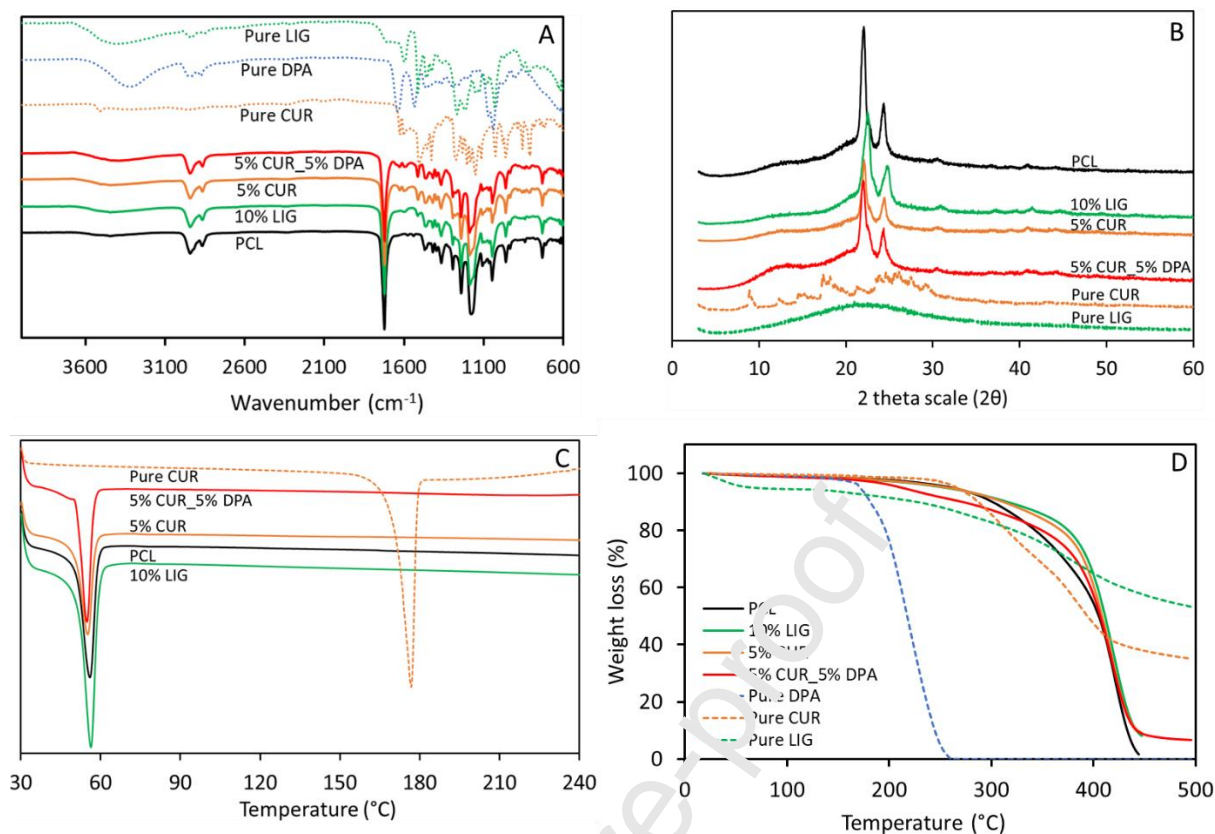 A
Pure LIG
Pure DPA
Pure CUR
5% CUR_5% DPA
5% CUR
10% LIG
PCL
3600 3100 2600 2100 1600 1100 600
Wavenumber (cm⁻¹)
B
PCL
10% LIG
5% CUR
5% CUR_5% DPA
Pure CUR
Pure LIG
0 10 20 30 40 50 60
2 theta scale (2θ)
C
Pure CUR
5% CUR_5% DPA
5% CUR
PCL
10% LIG
30 60 90 120 150 180 210 240
Temperature (°C)
D
Weight loss (%)
100
80
60
40
20
0
PCL
10% LIG
5% CUR
5% CUR_5% DPA
Pure DPA
Pure CUR
Pure LIG
0 100 200 300 400 500
Temperature (°C)
re-proof